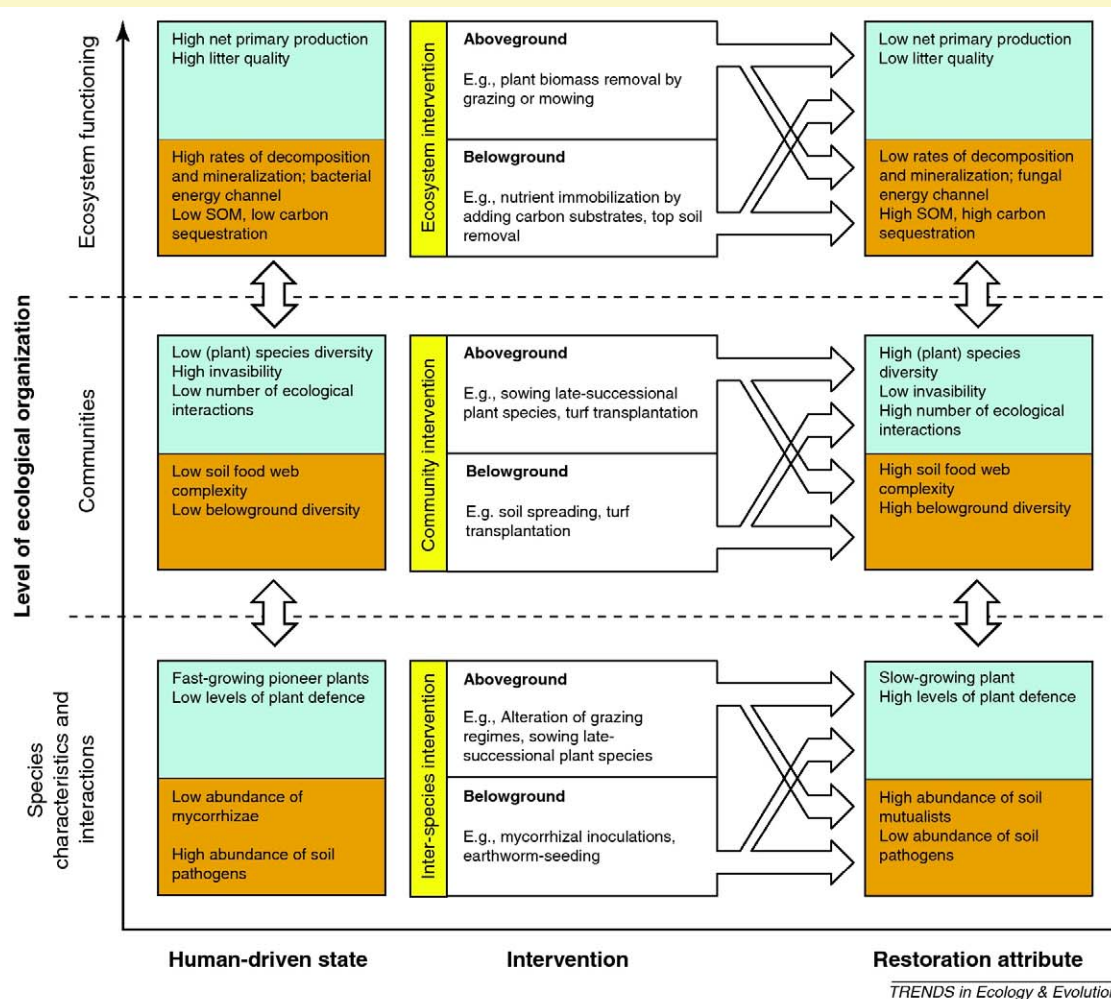 Level of ecological organization
Ecosystem functioning
High net primary production
High litter quality
High rates of decomposition
and mineralization; bacterial
energy channel
Low SOM, low carbon
sequestration
Ecosystem intervention
Aboveground
E.g., plant biomass removal by
grazing or mowing
Belowground
E.g., nutrient immobilization by
adding carbon substrates, top soil
removal
Low net primary production
Low litter quality
Low rates of decomposition
and mineralization; fungal
energy channel
High SOM, high carbon
sequestration
Communities
Low (plant) species diversity
High invasibility
Low number of ecological
interactions
Low soil food web
complexity
Low belowground diversity
Community intervention
Aboveground
E.g., sowing late-successional
plant species, turf transplantation
Belowground
E.g. soil spreading, turf
transplantation
High (plant) species
diversity
Low invasibility
High number of ecological
interactions
High soil food web
complexity
High belowground diversity
Species
characteristics and
interactions
Fast-growing pioneer plants
Low levels of plant defence
Low abundance of
mycorrhizae
High abundance of soil
pathogens
Inter-species intervention
Aboveground
E.g., Alteration of grazing
regimes, sowing late-
successional plant species
Belowground
E.g., mycorrhizal inoculations,
earthworm-seeding
Slow-growing plant
High levels of plant defence
High abundance of soil
mutualists
Low abundance of soil
pathogens
Human-driven state
Intervention
Restoration attribute
TRENDS in Ecology & Evolution